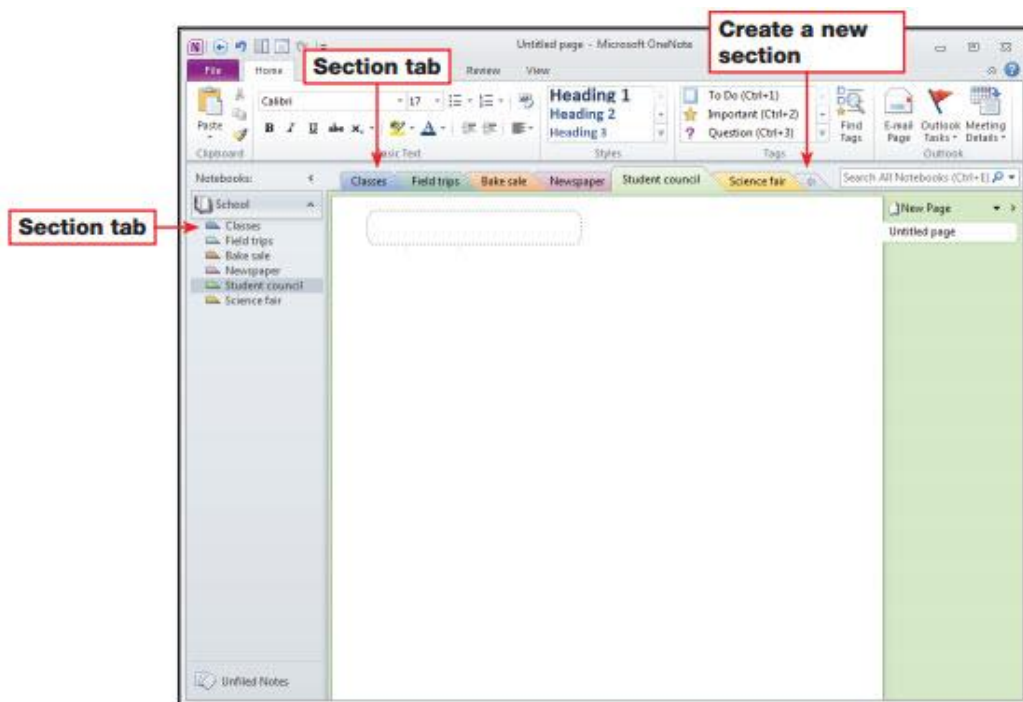 Create a new
section
Untitled page - Microsoft OneNote
Section tab
File Home Review View
Calibri 17
Heading 1
Heading 2
Heading 3
To Do (Ctrl+1)
Important (Ctrl+2)
Question (Ctrl+3)
Paste
B I U abc
Find
Tags
E-mail
Page
Outlook
Tasks
Meeting
Details
Clipboard Text Styles Tags Outlook
Notebooks:
Classes Field trips Bake sale Newspaper Student council Science fair
Search All Notebooks (Ctrl+E)
School
New Page
Section tab
Classes
Untitled page
Field trips
Bake sale
Newspaper
Student council
Science fair
Unfiled Notes